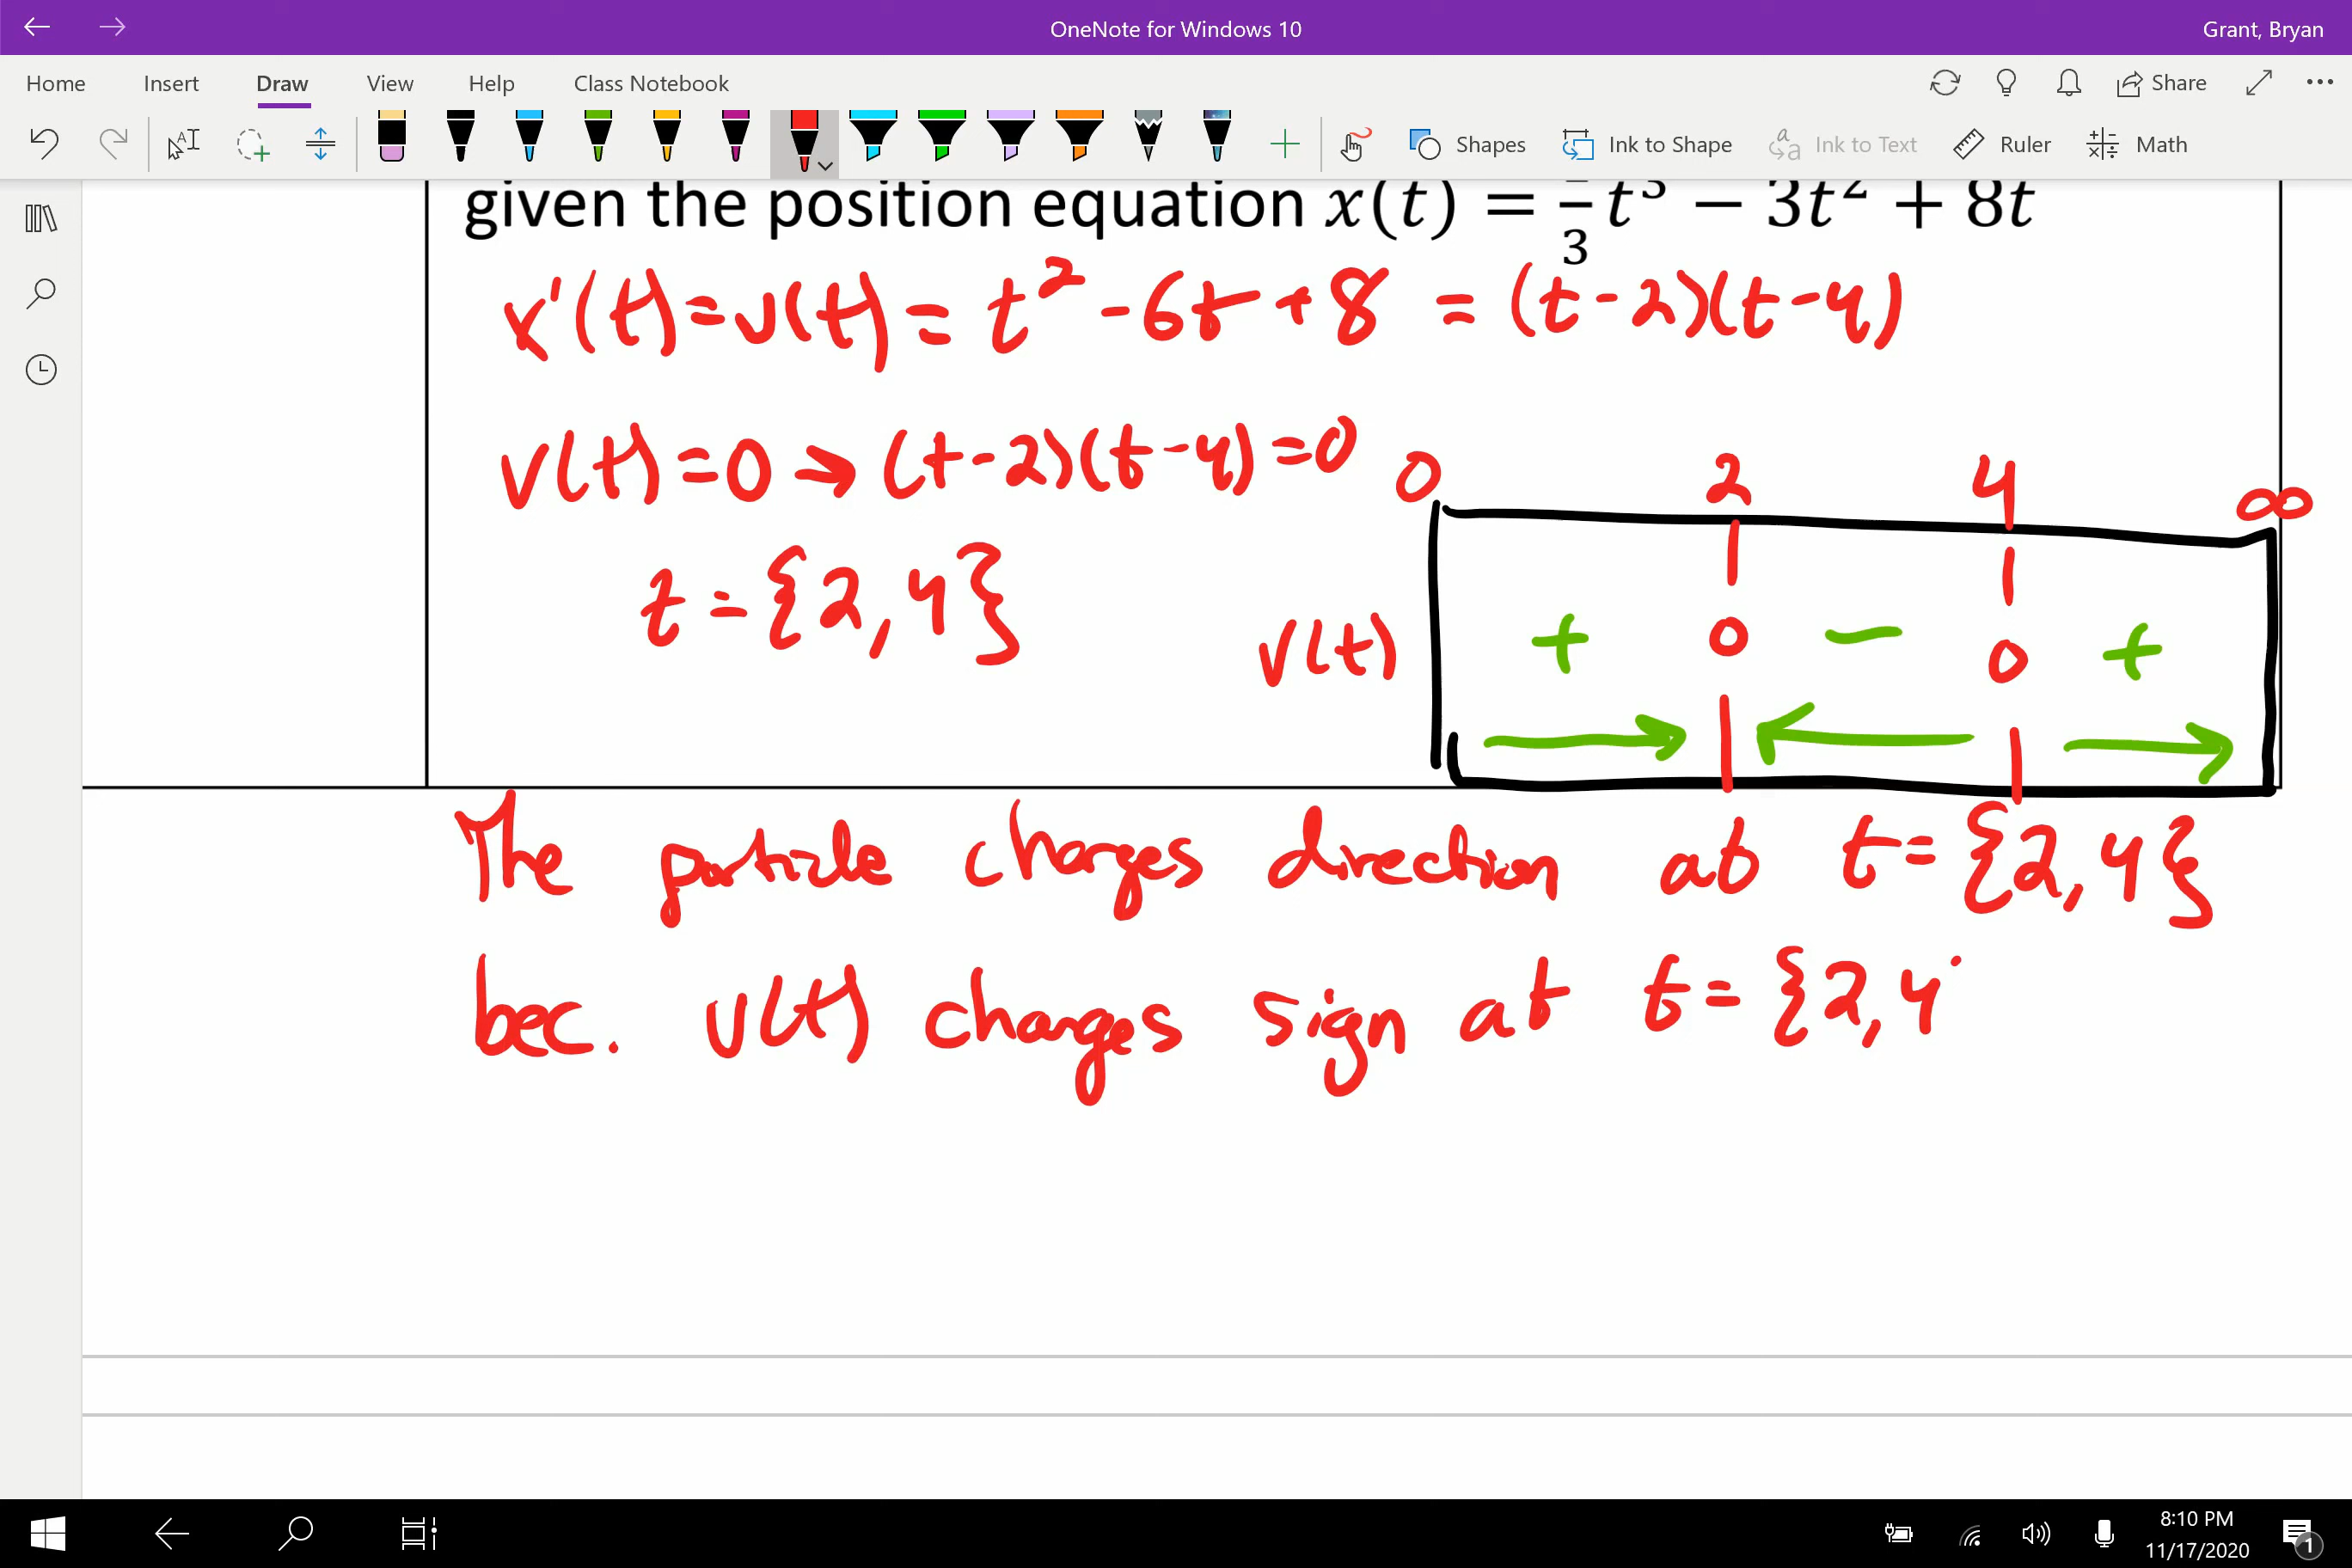 OneNote for Windows 10
Grant, Bryan
Home Insert Draw View Help Class Notebook
Share
Shapes Ink to Shape Ink to Text Ruler Math
given the position equation x(t) = 1/3 t³ − 3t² + 8t
x'(t)=v(t)= t² -6t+8 = (t-2)(t-4)
v(t)=0 → (t-2)(t-4)=0
t={2,4}
0 2 4 ∞
v(t) + 0 − 0 +
The particle changes direction at t={2,4}
bec. v(t) changes sign at t={2,4
8:10 PM
11/17/2020
1